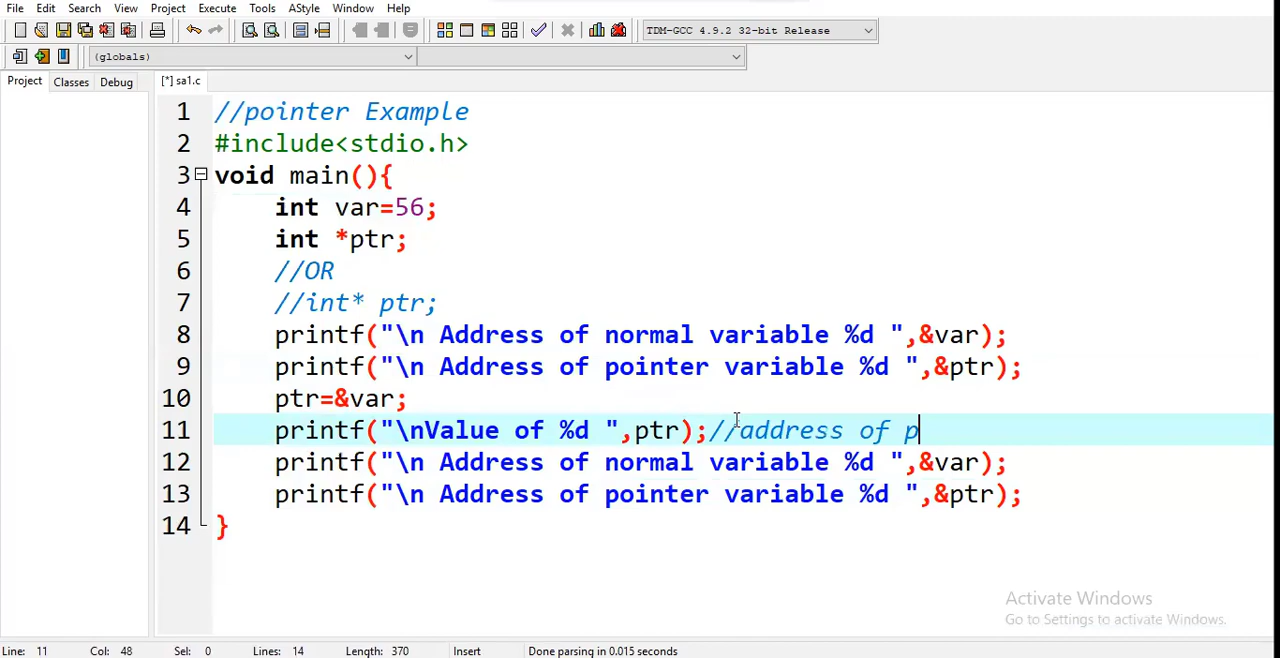 File Edit Search View Project Execute Tools AStyle Window Help
TDM-GCC 4.9.2 32-bit Release
(globals)
Project Classes Debug [*] sa1.c
1 //pointer Example
2 #include<stdio.h>
3 void main(){
4 int var=56;
5 int *ptr;
6 //OR
7 //int* ptr;
8 printf("\n Address of normal variable %d ",&var);
9 printf("\n Address of pointer variable %d ",&ptr);
10 ptr=&var;
11 printf("\nValue of %d ",ptr);//address of p
12 printf("\n Address of normal variable %d ",&var);
13 printf("\n Address of pointer variable %d ",&ptr);
14 }
Activate Windows
Go to Settings to activate Windows.
Line: 11 Col: 48 Sel: 0 Lines: 14 Length: 370 Insert Done parsing in 0.015 seconds